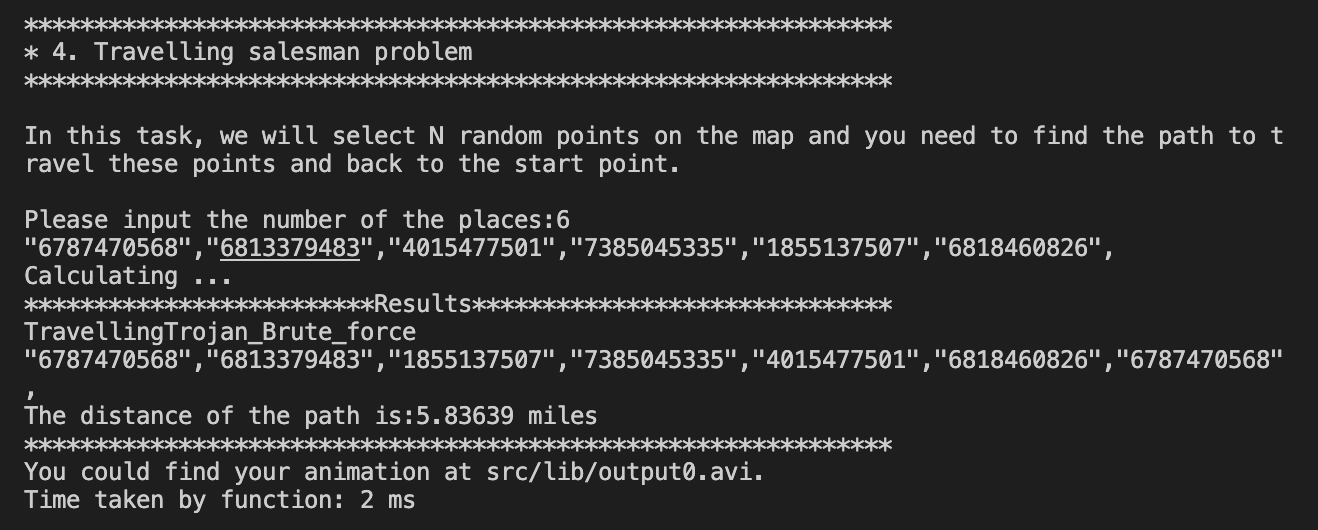 **************************************************************
* 4. Travelling salesman problem
**************************************************************
In this task, we will select N random points on the map and you need to find the path to t
ravel these points and back to the start point.
Please input the number of the places:6
"6787470568","6813379483","4015477501","7385045335","1855137507","6818460826",
Calculating ...
*************************Results******************************
TravellingTrojan_Brute_force
"6787470568","6813379483","1855137507","7385045335","4015477501","6818460826","6787470568"
,
The distance of the path is:5.83639 miles
**************************************************************
You could find your animation at src/lib/output0.avi.
Time taken by function: 2 ms